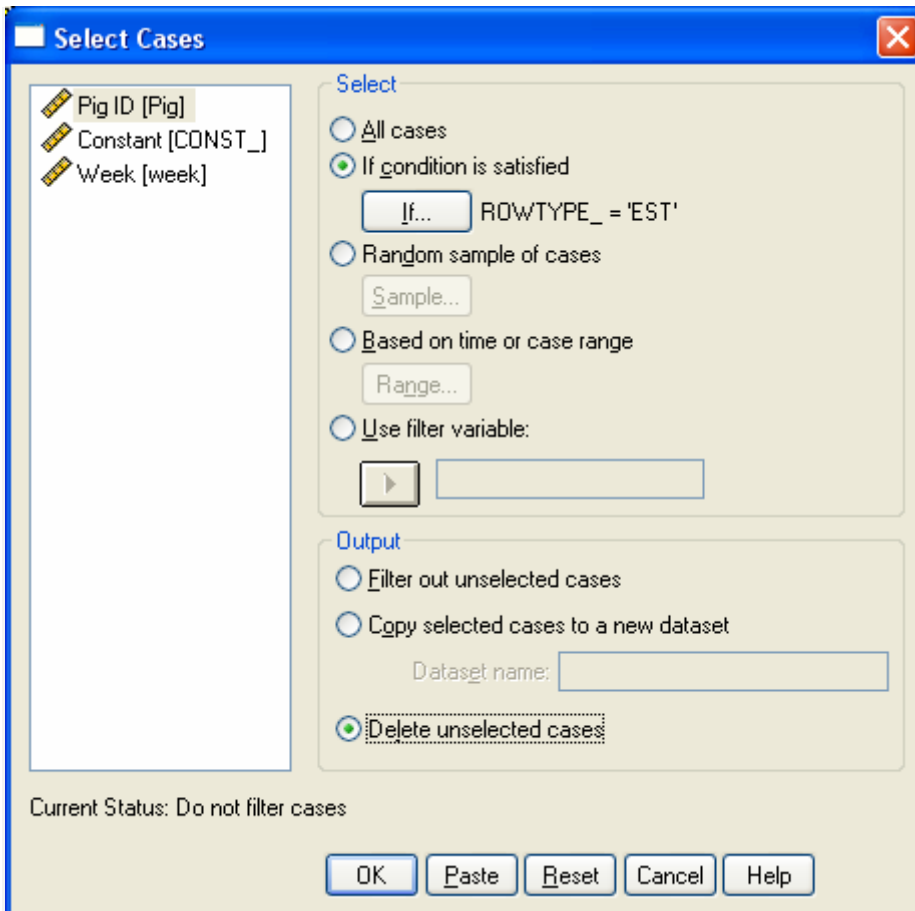 Select Cases
Pig ID [Pig]
Constant [CONST_]
Week [week]
Select
All cases
If condition is satisfied
If... ROWTYPE_ = 'EST'
Random sample of cases
Sample...
Based on time or case range
Range...
Use filter variable:
Output
Filter out unselected cases
Copy selected cases to a new dataset
Dataset name:
Delete unselected cases
Current Status: Do not filter cases
OK Paste Reset Cancel Help